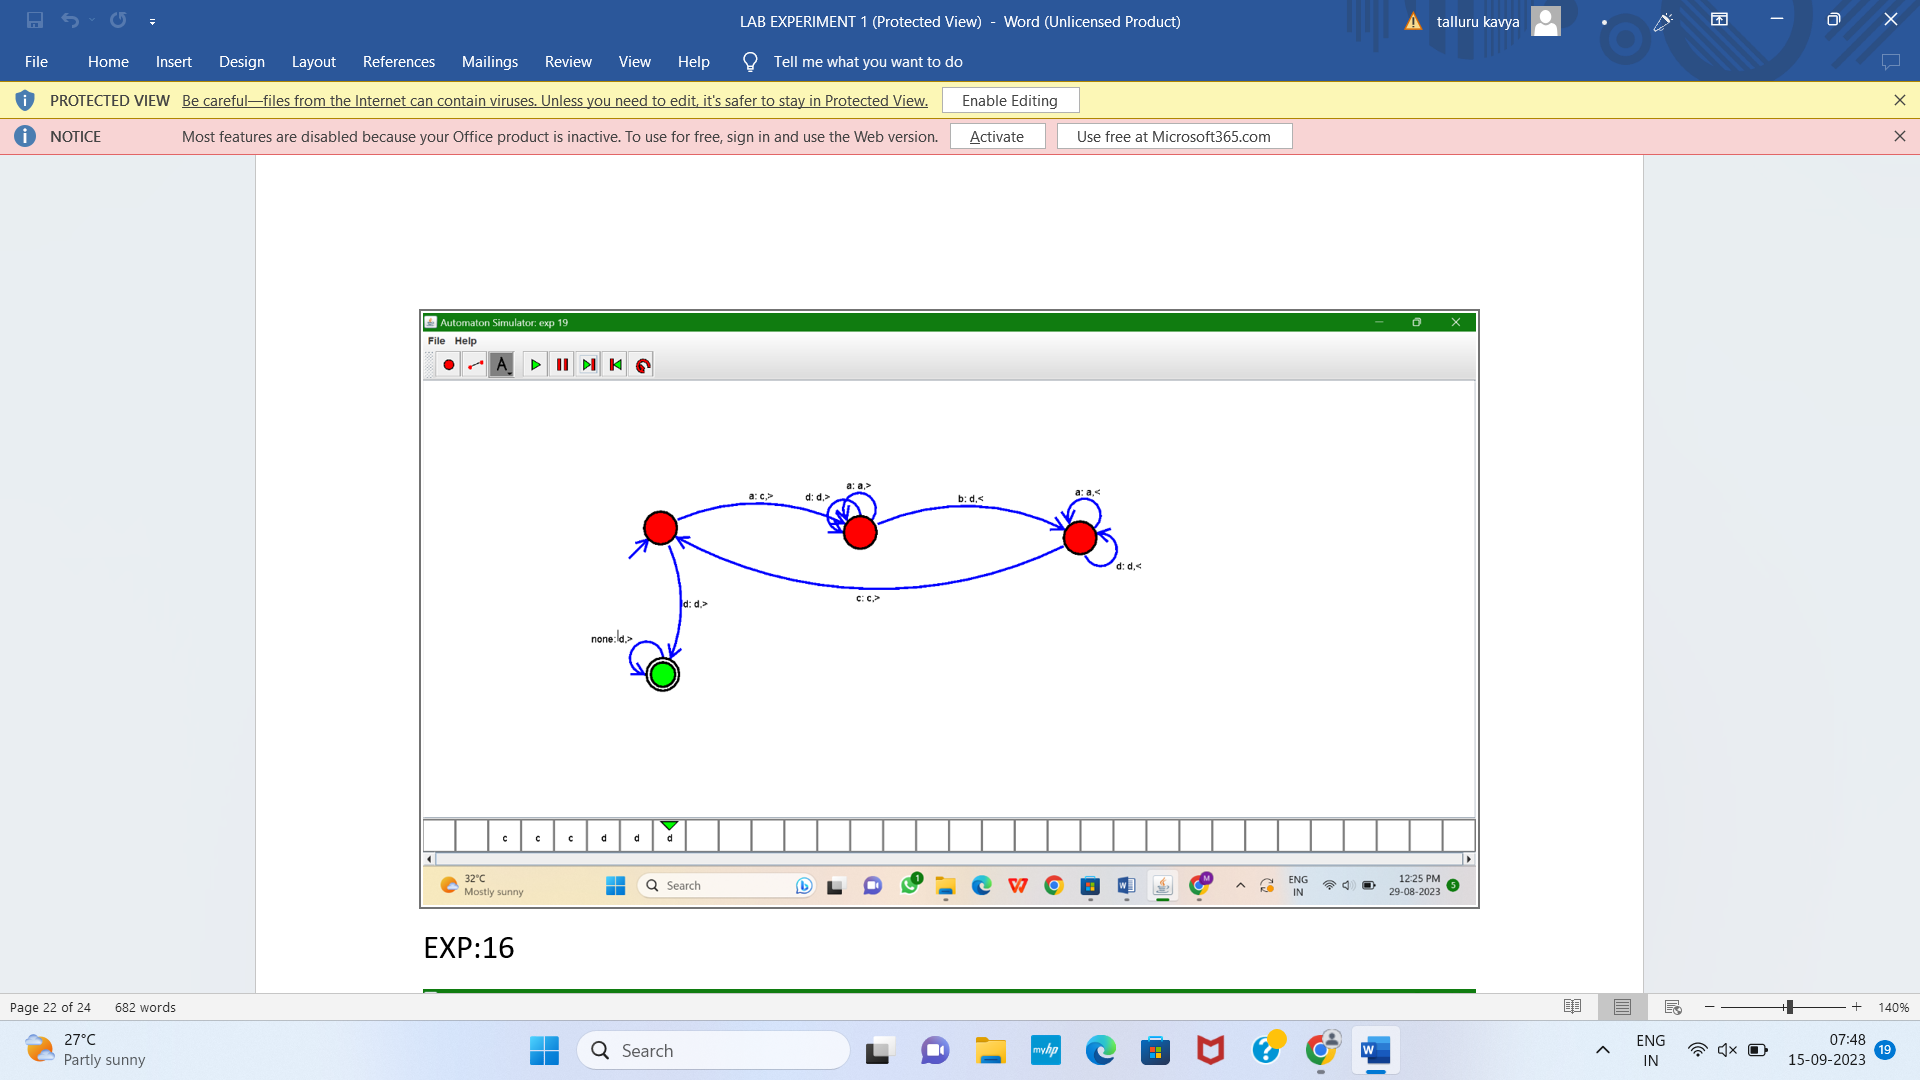 LAB EXPERIMENT 1 (Protected View) - Word (Unlicensed Product)
talluru kavya
File Home Insert Design Layout References Mailings Review View Help Tell me what you want to do
PROTECTED VIEW Be careful—files from the Internet can contain viruses. Unless you need to edit, it's safer to stay in Protected View. Enable Editing
NOTICE Most features are disabled because your Office product is inactive. To use for free, sign in and use the Web version. Activate Use free at Microsoft365.com
Automaton Simulator: exp 19
File Help
A
a: a,>
a: c,> d: d,> b: d,< a: a,<
d: d,<
c: c,>
d: d,>
none: d,>
c c c d d d
32°C
Mostly sunny
Search
1
W
M
ENG
IN
12:25 PM
29-08-2023
5
EXP:16
Page 22 of 24 682 words
140%
27°C
Partly sunny
Search
myhp
ENG
IN
07:48
15-09-2023
19